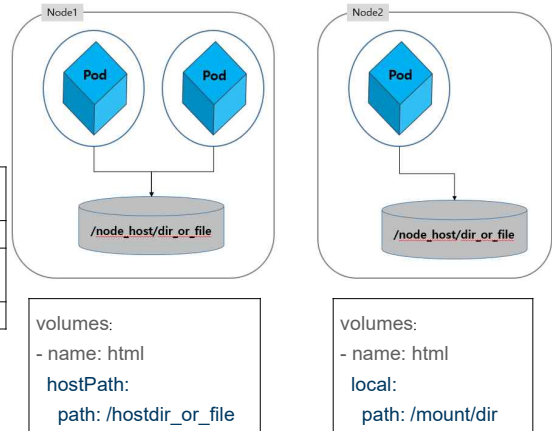 Node1
Pod
Pod
/node_host/dir_or_file
volumes:
- name: html
hostPath:
path: /hostdir_or_file
Node2
Pod
/node_host/dir_or_file
volumes:
- name: html
local:
path: /mount/dir